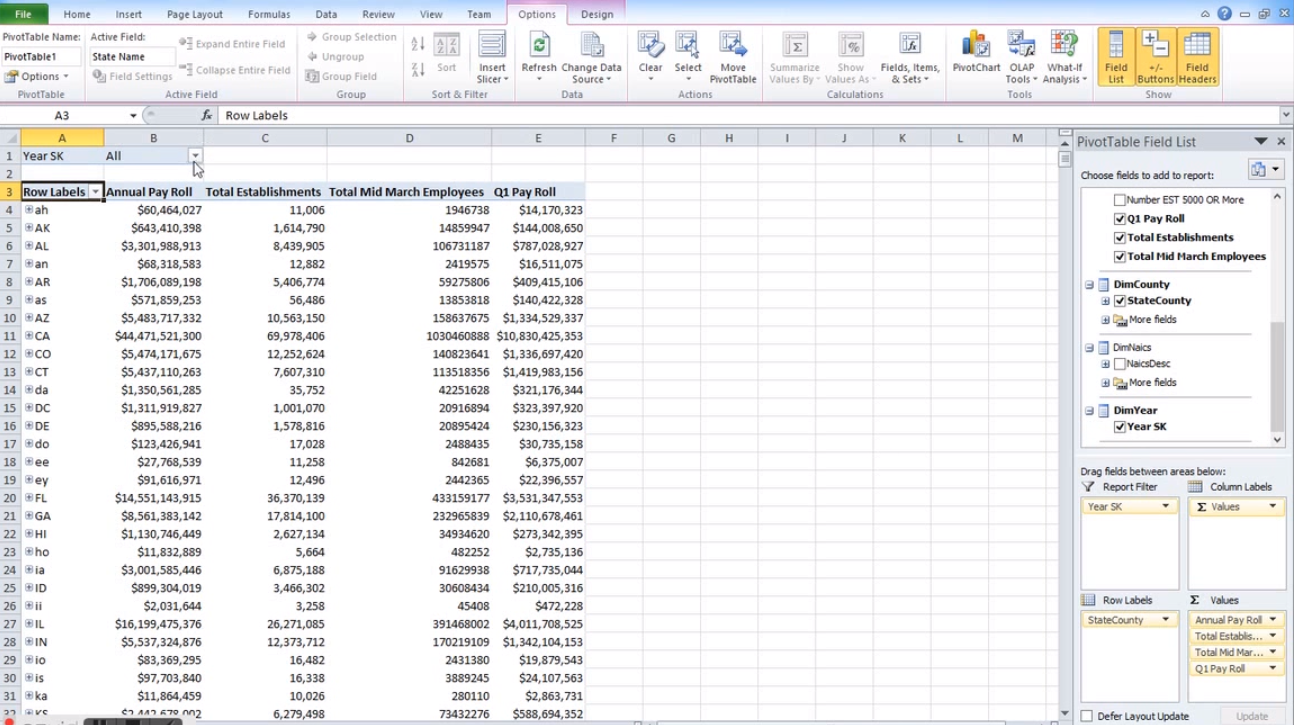 File Home Insert Page Layout Formulas Data Review View Team Options Design
PivotTable Name: Active Field:
PivotTable1 State Name
Options Field Settings
Expand Entire Field
Collapse Entire Field
Group Selection
Ungroup
Group Field
Sort Insert Slicer Refresh Change Data Source Clear Select Move PivotTable Summarize Values By Show Values As Fields, Items, & Sets PivotChart OLAP Tools What-If Analysis Field List +/- Buttons Field Headers
PivotTable Active Field Group Sort & Filter Data Actions Calculations Tools Show
A3 fx Row Labels
A B C D E F G H I J K L M
1 Year SK All
2
3 Row Labels Annual Pay Roll Total Establishments Total Mid March Employees Q1 Pay Roll
4 ah $60,464,027 11,006 1946738 $14,170,323
5 AK $643,410,398 1,614,790 14859947 $144,008,650
6 AL $3,301,988,913 8,439,905 106731187 $787,028,927
7 an $68,318,583 12,882 2419575 $16,511,075
8 AR $1,706,089,198 5,406,774 59275806 $409,415,106
9 as $571,859,253 56,486 13853818 $140,422,328
10 AZ $5,483,717,332 10,563,150 158637675 $1,334,529,337
11 CA $44,471,521,300 69,978,406 1030460888 $10,830,425,353
12 CO $5,474,171,675 12,252,624 140823641 $1,336,697,420
13 CT $5,437,110,263 7,607,310 113518356 $1,419,983,156
14 da $1,350,561,285 35,752 42251628 $321,176,344
15 DC $1,311,919,827 1,001,070 20916894 $323,397,920
16 DE $895,588,216 1,578,816 20895424 $230,156,323
17 do $123,426,941 17,028 2488435 $30,735,158
18 ee $27,768,539 11,258 842681 $6,375,007
19 ey $91,616,971 12,496 2442365 $22,396,557
20 FL $14,551,143,915 36,370,139 433159177 $3,531,347,553
21 GA $8,561,383,142 17,814,100 232965839 $2,110,678,461
22 HI $1,130,746,449 2,627,134 34934620 $273,342,395
23 ho $11,832,889 5,664 482252 $2,735,136
24 ia $3,001,585,446 6,875,188 91629938 $717,735,044
25 ID $899,304,019 3,466,302 30608434 $210,005,316
26 ii $2,031,644 3,258 45408 $472,228
27 IL $16,199,475,376 26,271,085 391468002 $4,011,708,525
28 IN $5,537,324,876 12,373,712 170219109 $1,342,104,153
29 io $83,369,295 16,482 2431380 $19,879,543
30 is $97,703,840 16,338 3889245 $24,107,563
31 ka $11,864,459 10,026 280110 $2,863,731
32 KS $2,442,678,002 6,279,498 73432276 $588,694,352
PivotTable Field List
Choose fields to add to report:
Number EST 5000 OR More
Q1 Pay Roll
Total Establishments
Total Mid March Employees
DimCounty
StateCounty
More fields
DimNaics
NaicsDesc
More fields
DimYear
Year SK
Drag fields between areas below:
Report Filter Column Labels
Year SK Σ Values
Row Labels Σ Values
StateCounty Annual Pay Roll
Total Establis...
Total Mid Mar...
Q1 Pay Roll
Defer Layout Update Update